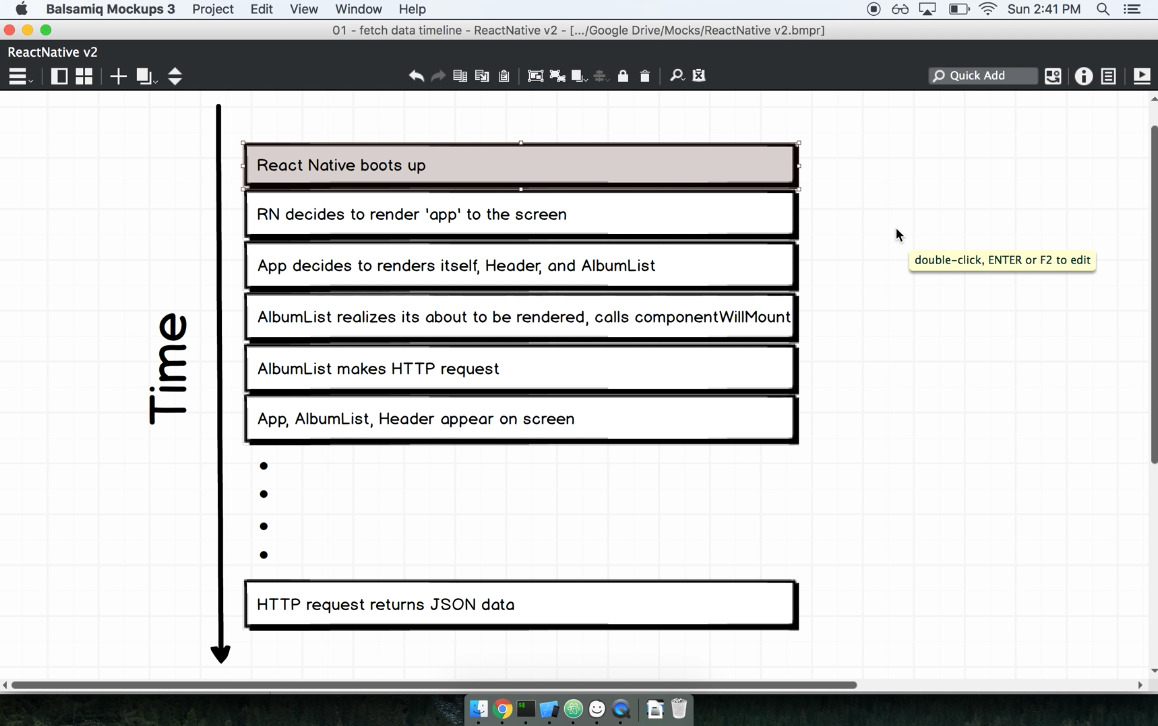 Balsamiq Mockups 3 Project Edit View Window Help Sun 2:41 PM
01 - fetch data timeline - ReactNative v2 - [.../Google Drive/Mocks/ReactNative v2.bmpr]
ReactNative v2
Quick Add
React Native boots up
RN decides to render 'app' to the screen
double-click, ENTER or F2 to edit
App decides to renders itself, Header, and AlbumList
AlbumList realizes its about to be rendered, calls componentWillMount
Time
AlbumList makes HTTP request
App, AlbumList, Header appear on screen
HTTP request returns JSON data